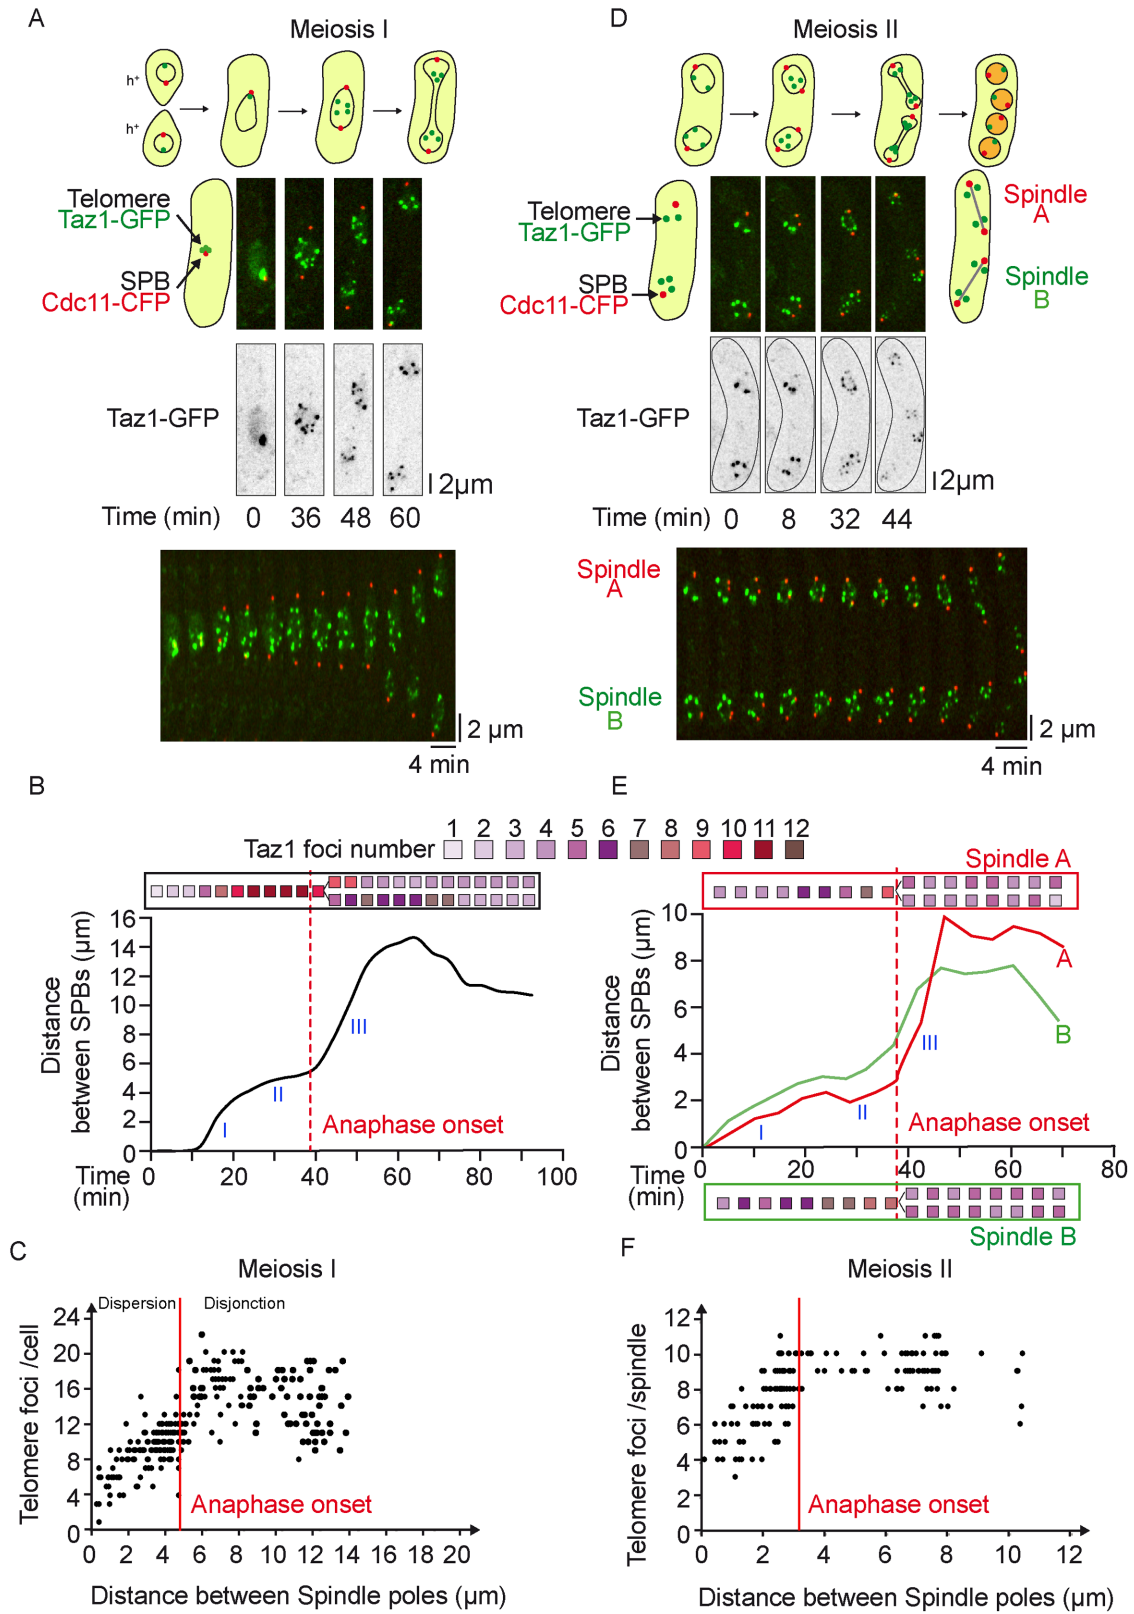 A
Meiosis I
h⁺
h⁺
Telomere
Taz1-GFP
SPB
Cdc11-CFP
Taz1-GFP
2µm
Time (min) 0 36 48 60
2 µm
4 min
D
Meiosis II
Telomere
Taz1-GFP
SPB
Cdc11-CFP
Spindle
A
Spindle
B
Taz1-GFP
2µm
Time (min) 0 8 32 44
Spindle
A
Spindle
B
2 µm
4 min
B
E
1 2 3 4 5 6 7 8 9 10 11 12
Taz1 foci number
Distance
between SPBs (µm)
16
14
12
10
8
6
4
2
0
I
II
III
Anaphase onset
Time
(min)
0 20 40 60 80 100
Spindle A
Distance
between SPBs (µm)
10
8
6
4
2
0
I
II
III
A
B
Anaphase onset
Time
(min)
0 20 40 60 80
Spindle B
C
Meiosis I
Dispersion
Disjonction
Telomere foci /cell
24
20
16
12
8
4
0
Anaphase onset
0 2 4 6 8 10 12 14 16 18 20
Distance between Spindle poles (µm)
F
Meiosis II
Telomere foci /spindle
12
10
8
6
4
2
0
Anaphase onset
0 2 4 6 8 10 12
Distance between Spindle poles (µm)